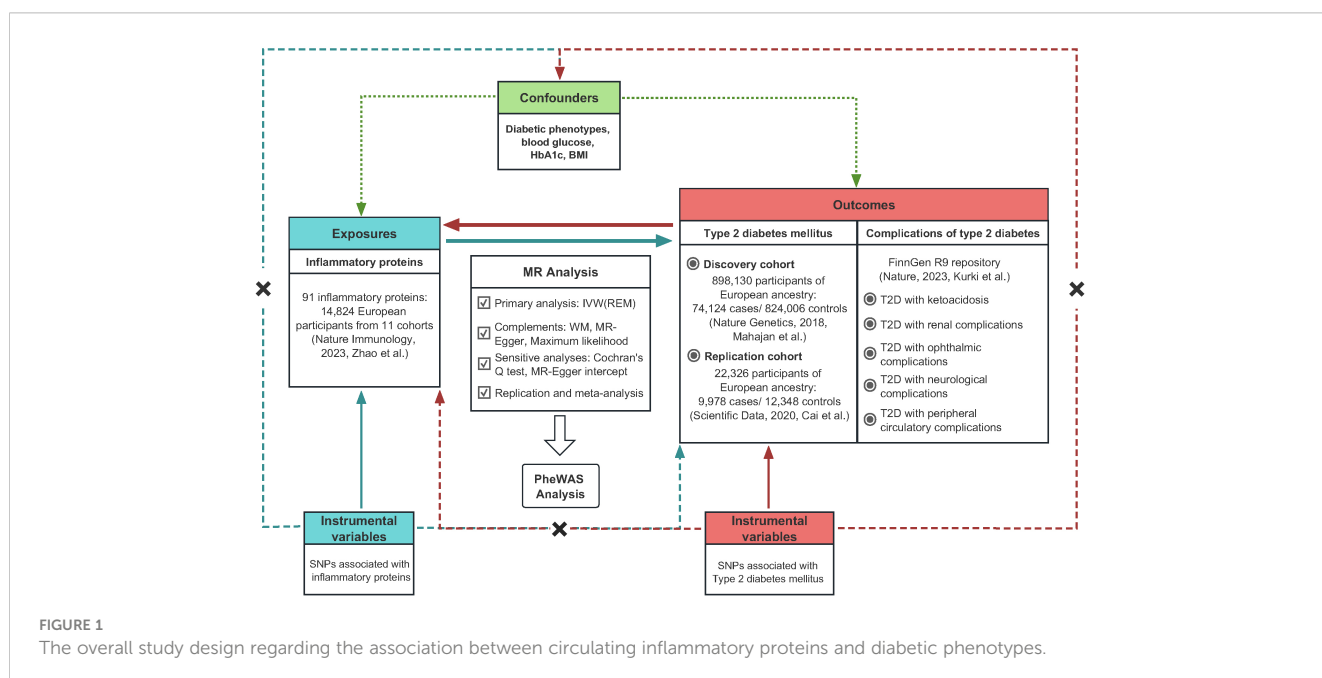 Confounders
Diabetic phenotypes,
blood glucose,
HbA1c, BMI
Exposures
Inflammatory proteins
91 inflammatory proteins:
14,824 European
participants from 11 cohorts
(Nature Immunology,
2023, Zhao et al.)
MR Analysis
Primary analysis: IVW(REM)
Complements: WM, MR-
Egger, Maximum likelihood
Sensitive analyses: Cochran's
Q test, MR-Egger intercept
Replication and meta-analysis
PheWAS
Analysis
Outcomes
Type 2 diabetes mellitus
Discovery cohort
898,130 participants of
European ancestry:
74,124 cases/ 824,006 controls
(Nature Genetics, 2018,
Mahajan et al.)
Replication cohort
22,326 participants of
European ancestry:
9,978 cases/ 12,348 controls
(Scientific Data, 2020, Cai et al.)
Complications of type 2 diabetes
FinnGen R9 repository
(Nature, 2023, Kurki et al.)
T2D with ketoacidosis
T2D with renal complications
T2D with ophthalmic
complications
T2D with neurological
complications
T2D with peripheral
circulatory complications
Instrumental
variables
SNPs associated with
inflammatory proteins
Instrumental
variables
SNPs associated with
Type 2 diabetes mellitus
FIGURE 1
The overall study design regarding the association between circulating inflammatory proteins and diabetic phenotypes.